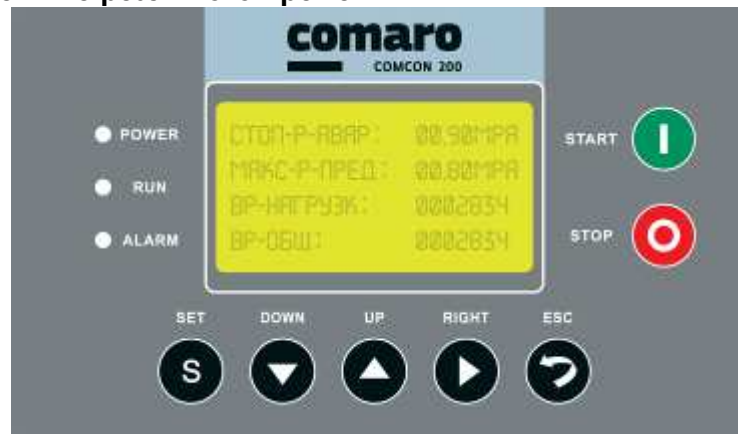 comaro
COMCON 200
POWER
RUN
ALARM
СТОП-Р-АВАР: 00.90MPA
МАКС-Р-ПРЕД: 00.80MPA
ВР-НАГРУЗК: 0002834
ВР-ОБЩ: 0002834
START
STOP
SET DOWN UP RIGHT ESC
S